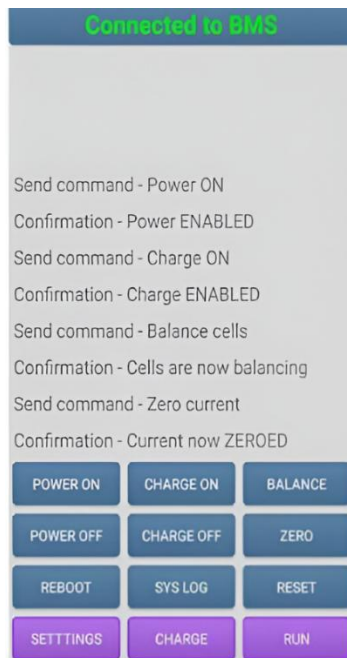 Connected to BMS
Send command - Power ON
Confirmation - Power ENABLED
Send command - Charge ON
Confirmation - Charge ENABLED
Send command - Balance cells
Confirmation - Cells are now balancing
Send command - Zero current
Confirmation - Current now ZEROED
POWER ON CHARGE ON BALANCE
POWER OFF CHARGE OFF ZERO
REBOOT SYS LOG RESET
SETTTINGS CHARGE RUN